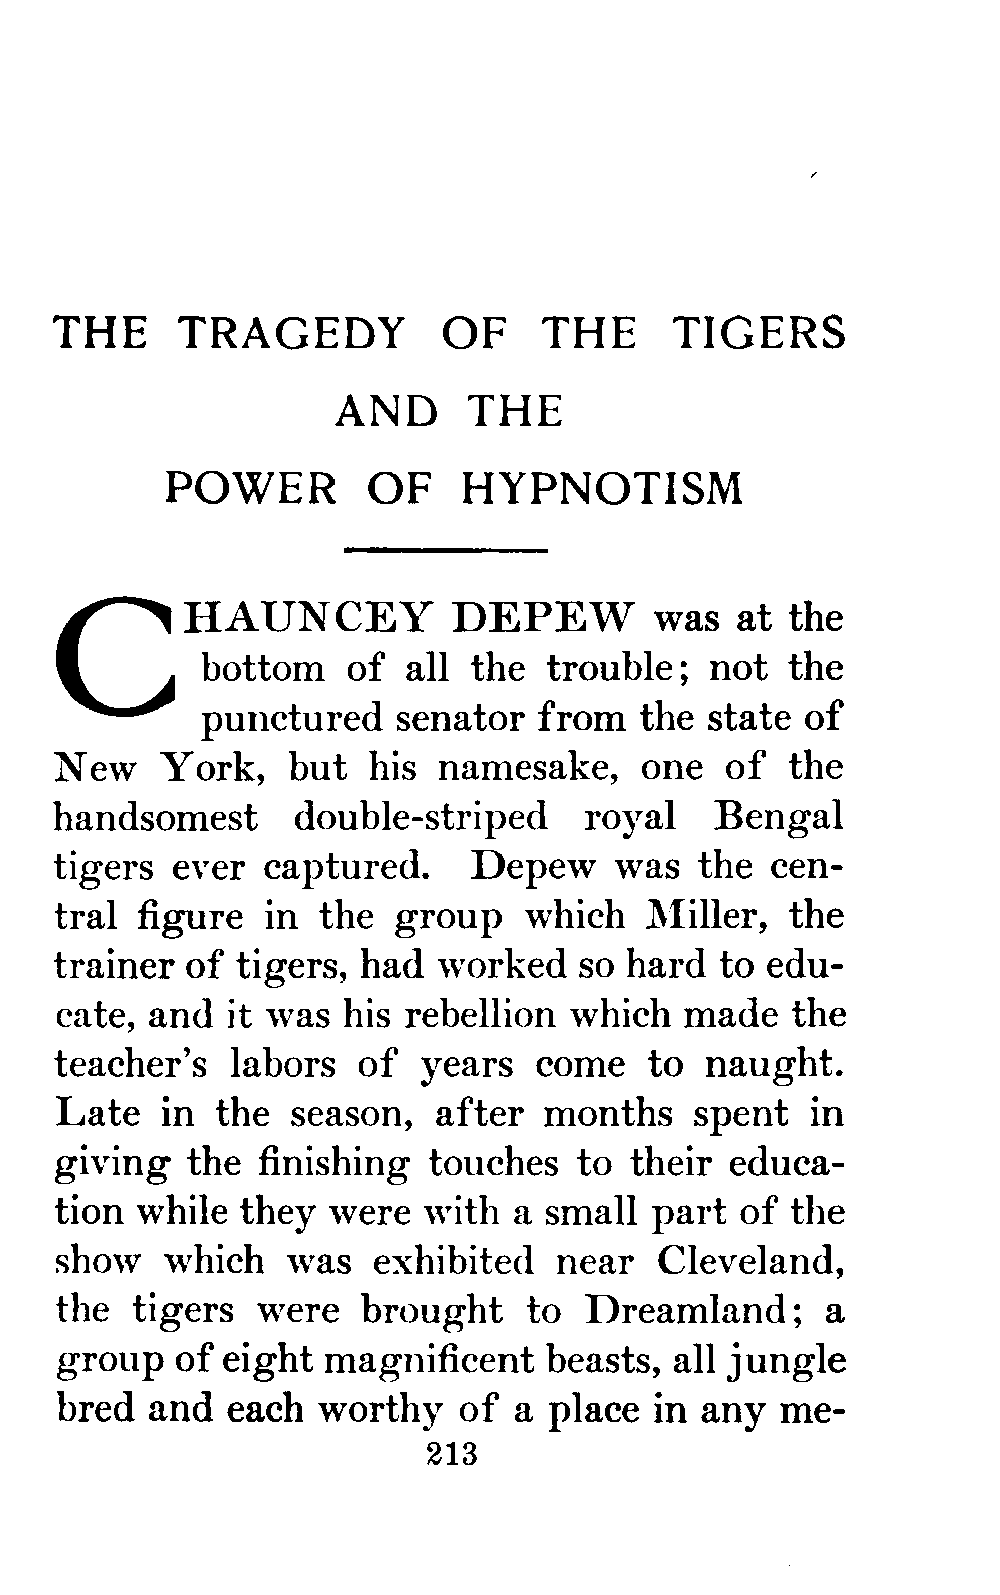 THE TRAGEDY OF THE TIGERS
AND THE
POWER OF HYPNOTISM
CHAUNCEY DEPEW was at the
bottom of all the trouble; not the
punctured senator from the state of
New York, but his namesake, one of the
handsomest double-striped royal Bengal
tigers ever captured. Depew was the cen-
tral figure in the group which Miller, the
trainer of tigers, had worked so hard to edu-
cate, and it was his rebellion which made the
teacher's labors of years come to naught.
Late in the season, after months spent in
giving the finishing touches to their educa-
tion while they were with a small part of the
show which was exhibited near Cleveland,
the tigers were brought to Dreamland; a
group of eight magnificent beasts, all jungle
bred and each worthy of a place in any me-
213